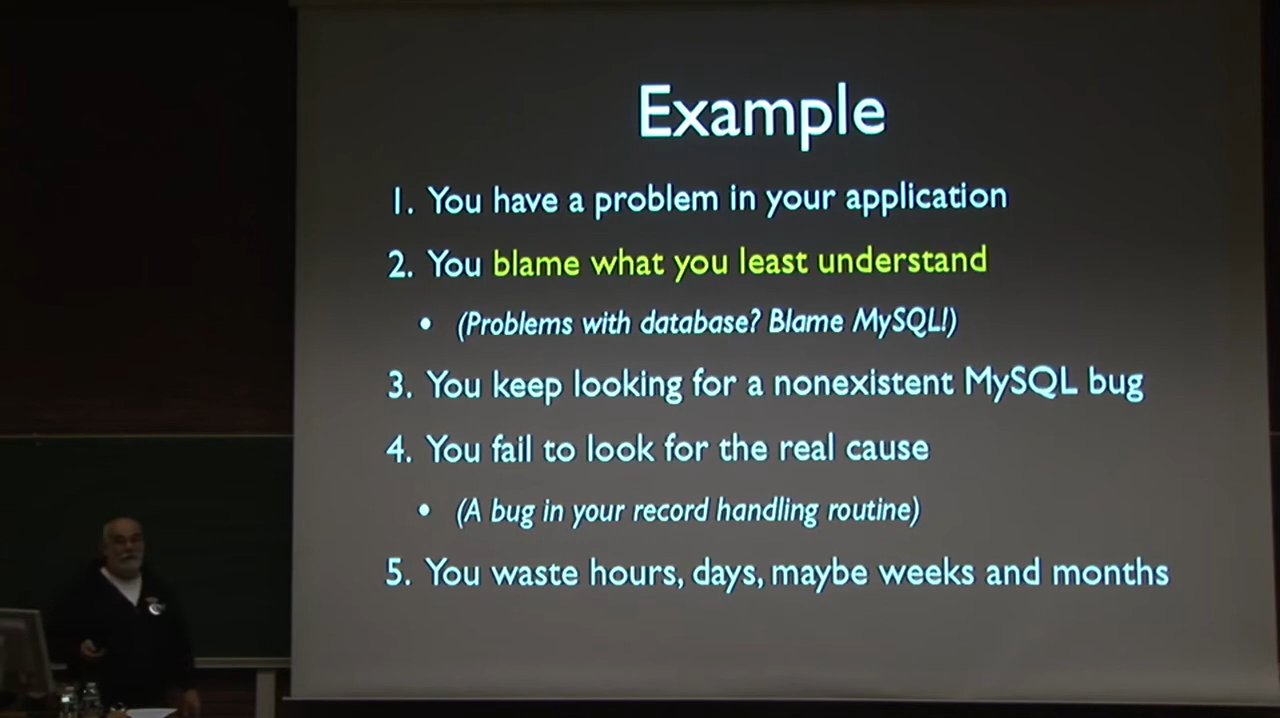 Example
1. You have a problem in your application
2. You blame what you least understand
• (Problems with database? Blame MySQL!)
3. You keep looking for a nonexistent MySQL bug
4. You fail to look for the real cause
• (A bug in your record handling routine)
5. You waste hours, days, maybe weeks and months